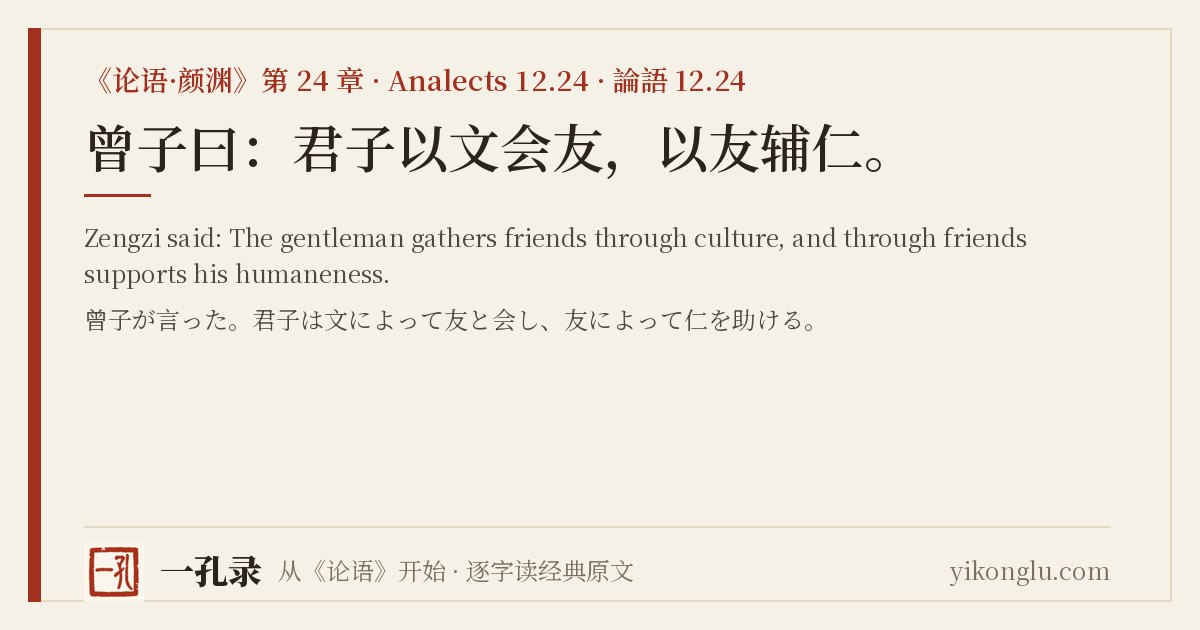 《论语·颜渊》第 24 章 · Analects 12.24 · 論語 12.24
曾子曰：君子以文会友，以友辅仁。
Zengzi said: The gentleman gathers friends through culture, and through friends
supports his humaneness.
曾子が言った。君子は文によって友と会し、友によって仁を助ける。
一孔
一孔录 从《论语》开始 · 逐字读经典原文
yikonglu.com